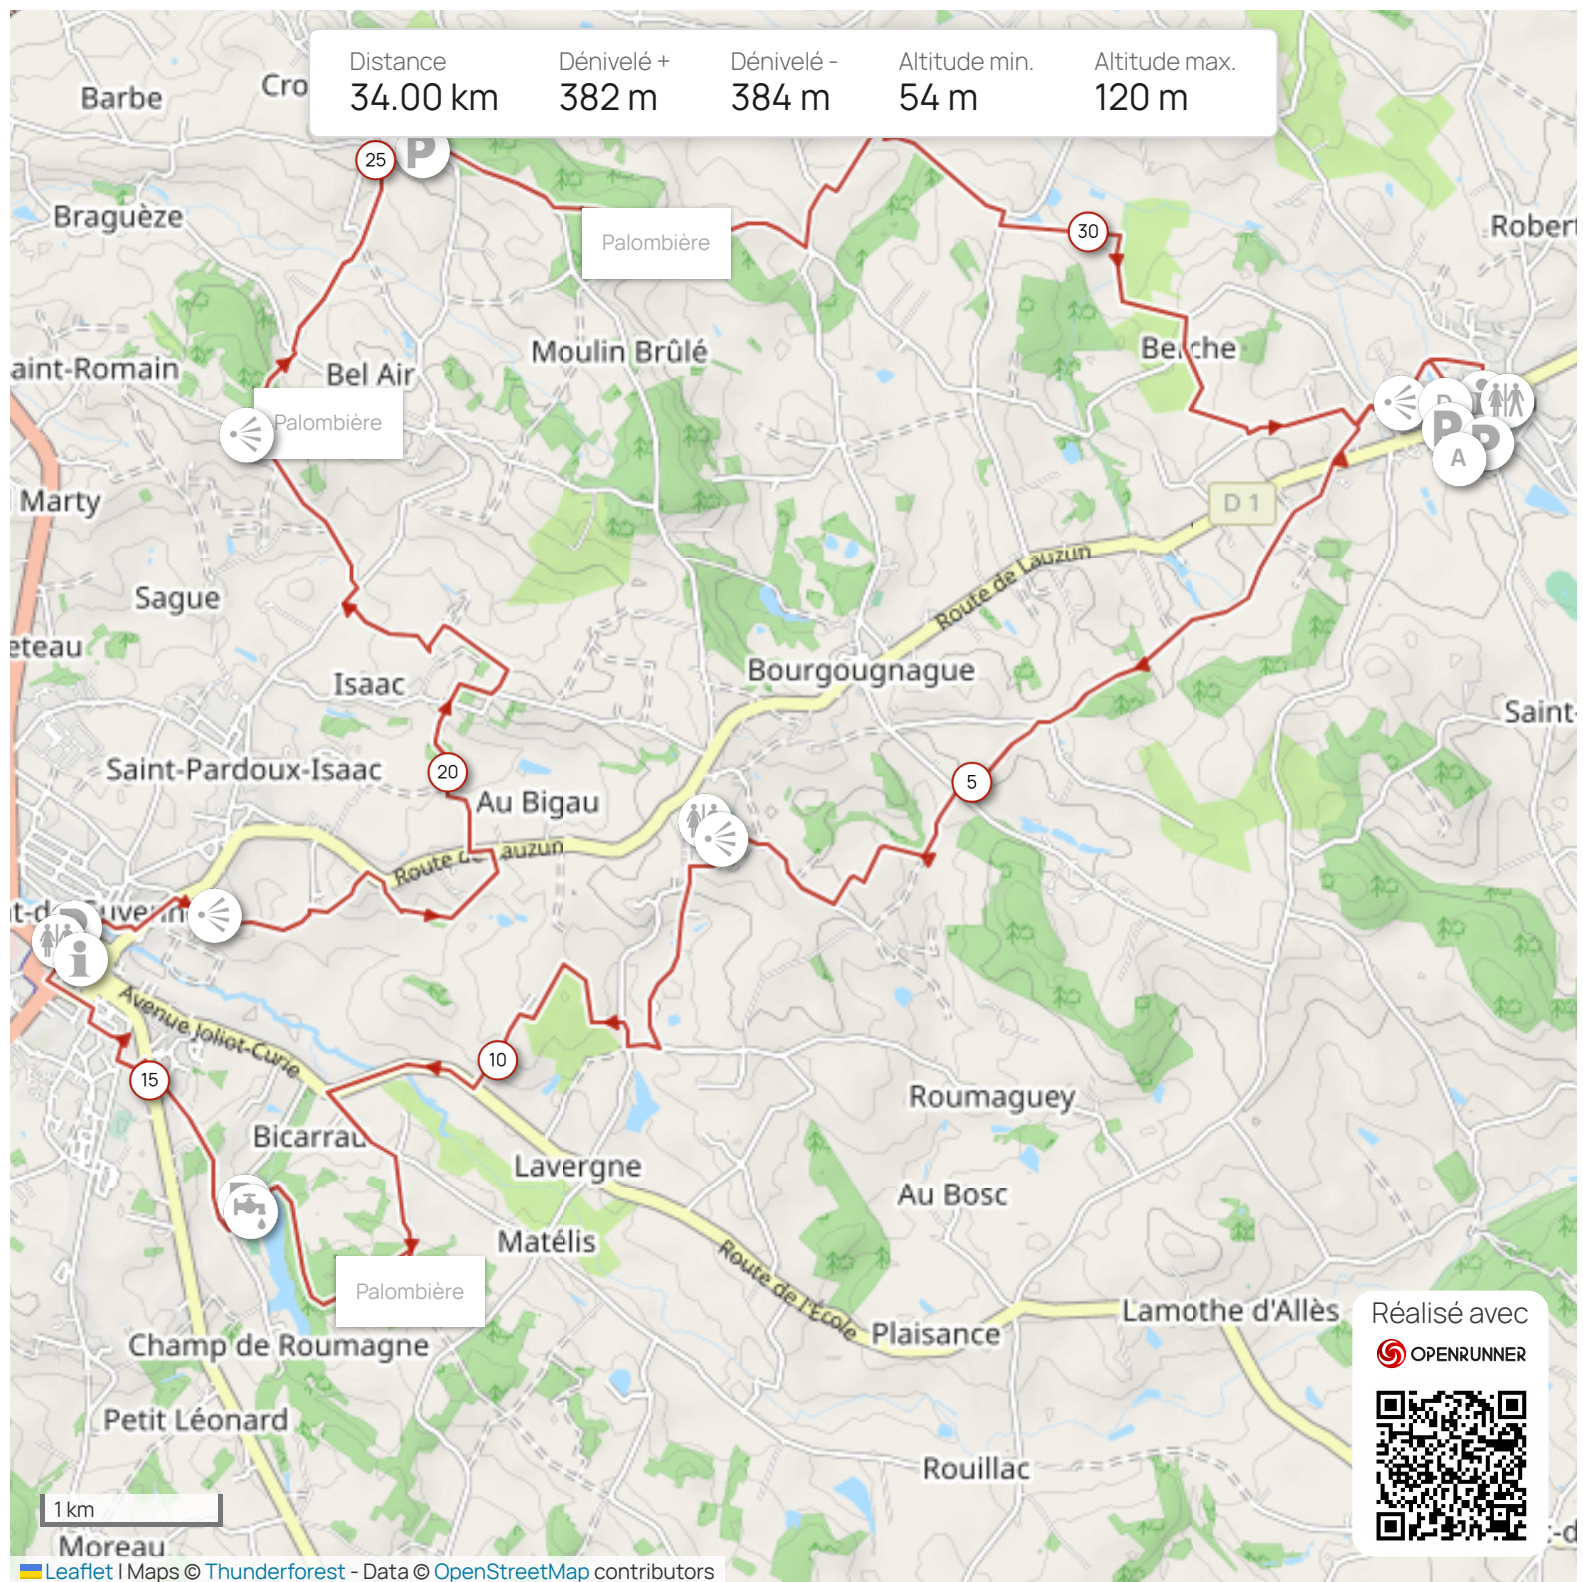 Distance
34.00 km
Dénivelé +
382 m
Dénivelé -
384 m
Altitude min.
54 m
Altitude max.
120 m
Barbe
Cro
25
P
Braguèze
Palombière
30
Robert
Moulin Brûlé
Berche
aint-Romain
Bel Air
Palombière
P
A
D 1
Marty
Route de Lauzun
Sague
eteau
Isaac
Bourgougnague
Saint-
Saint-Pardoux-Isaac
20
5
Au Bigau
Route de Lauzun
Avenue Joliot-Curie
10
15
Roumaguey
Bicarrau
Lavergne
Au Bosc
Matélis
Route de l'École
Palombière
Lamothe d'Allès
Plaisance
Champ de Roumagne
Réalisé avec
OPENRUNNER
Petit Léonard
Rouillac
1 km
Moreau
Leaflet | Maps © Thunderforest - Data © OpenStreetMap contributors